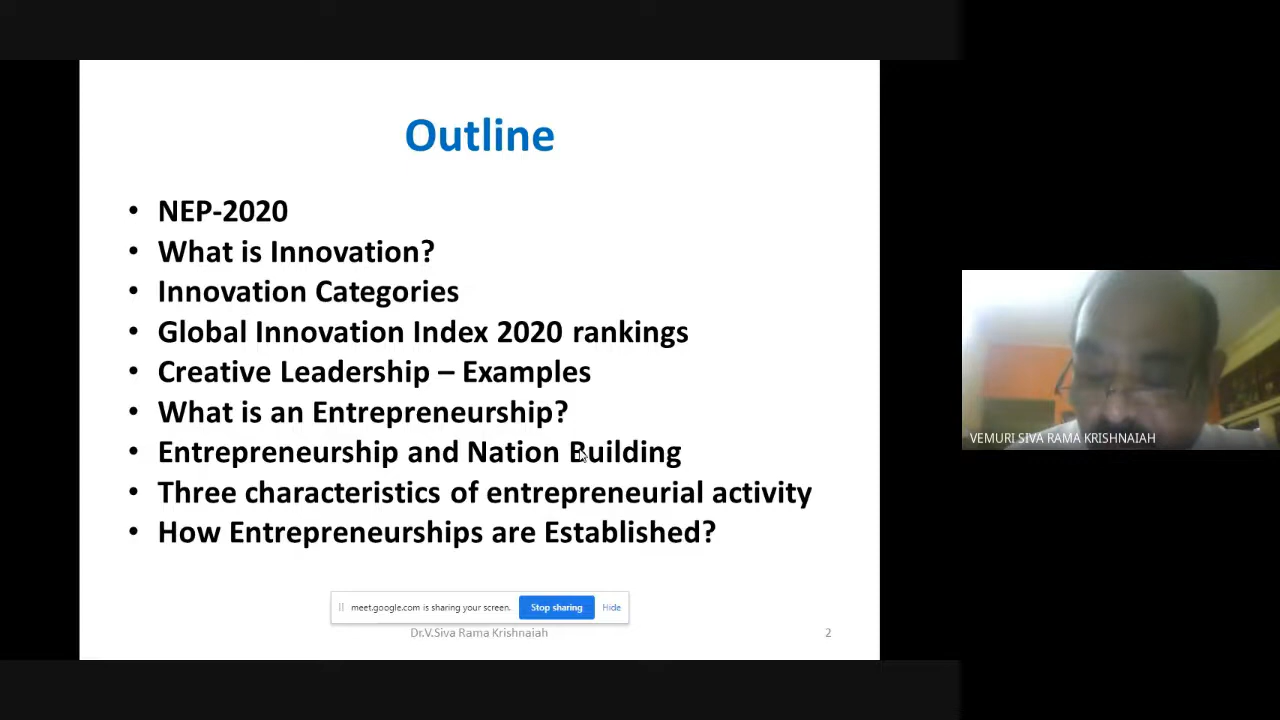 Outline
• NEP-2020
• What is Innovation?
• Innovation Categories
• Global Innovation Index 2020 rankings
• Creative Leadership – Examples
• What is an Entrepreneurship?
• Entrepreneurship and Nation Building
• Three characteristics of entrepreneurial activity
• How Entrepreneurships are Established?
meet.google.com is sharing your screen. Stop sharing Hide
Dr.V.Siva Rama Krishnaiah 2
VEMURI SIVA RAMA KRISHNAIAH